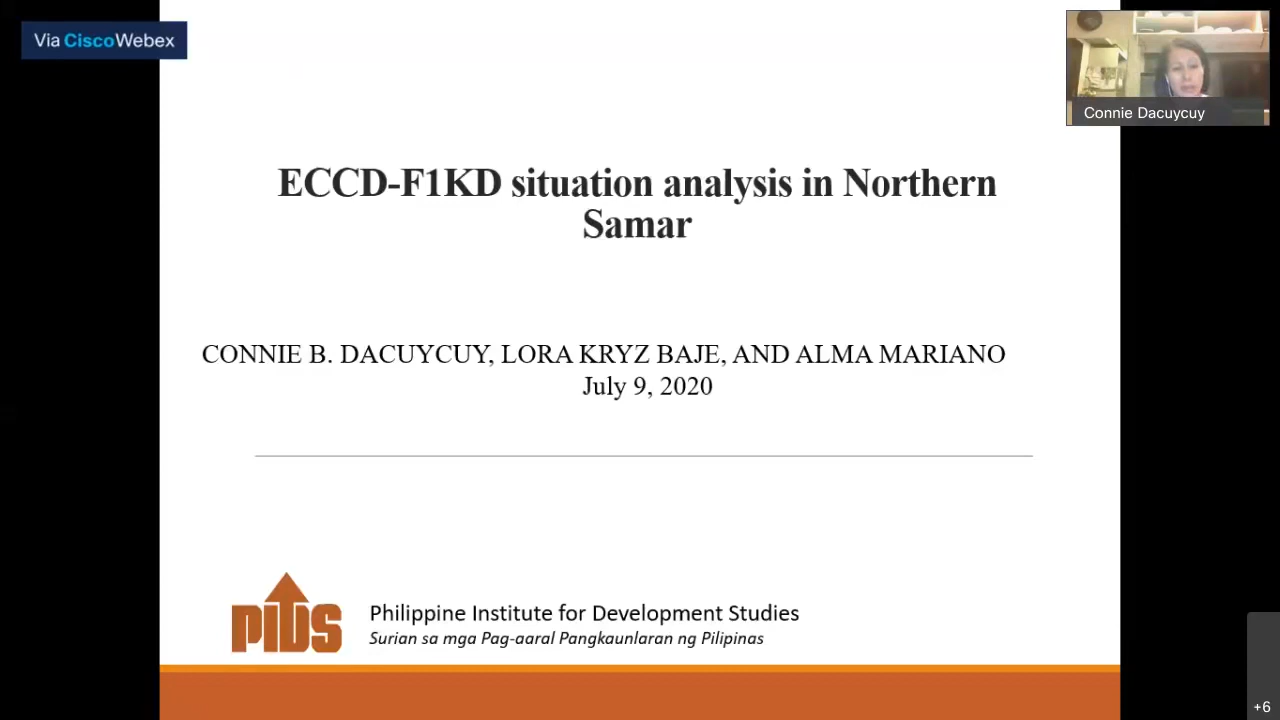 Via CiscoWebex
Connie Dacuycuy
ECCD-F1KD situation analysis in Northern
Samar
CONNIE B. DACUYCUY, LORA KRYZ BAJE, AND ALMA MARIANO
July 9, 2020
PIDS
Philippine Institute for Development Studies
Surian sa mga Pag-aaral Pangkaunlaran ng Pilipinas
+6